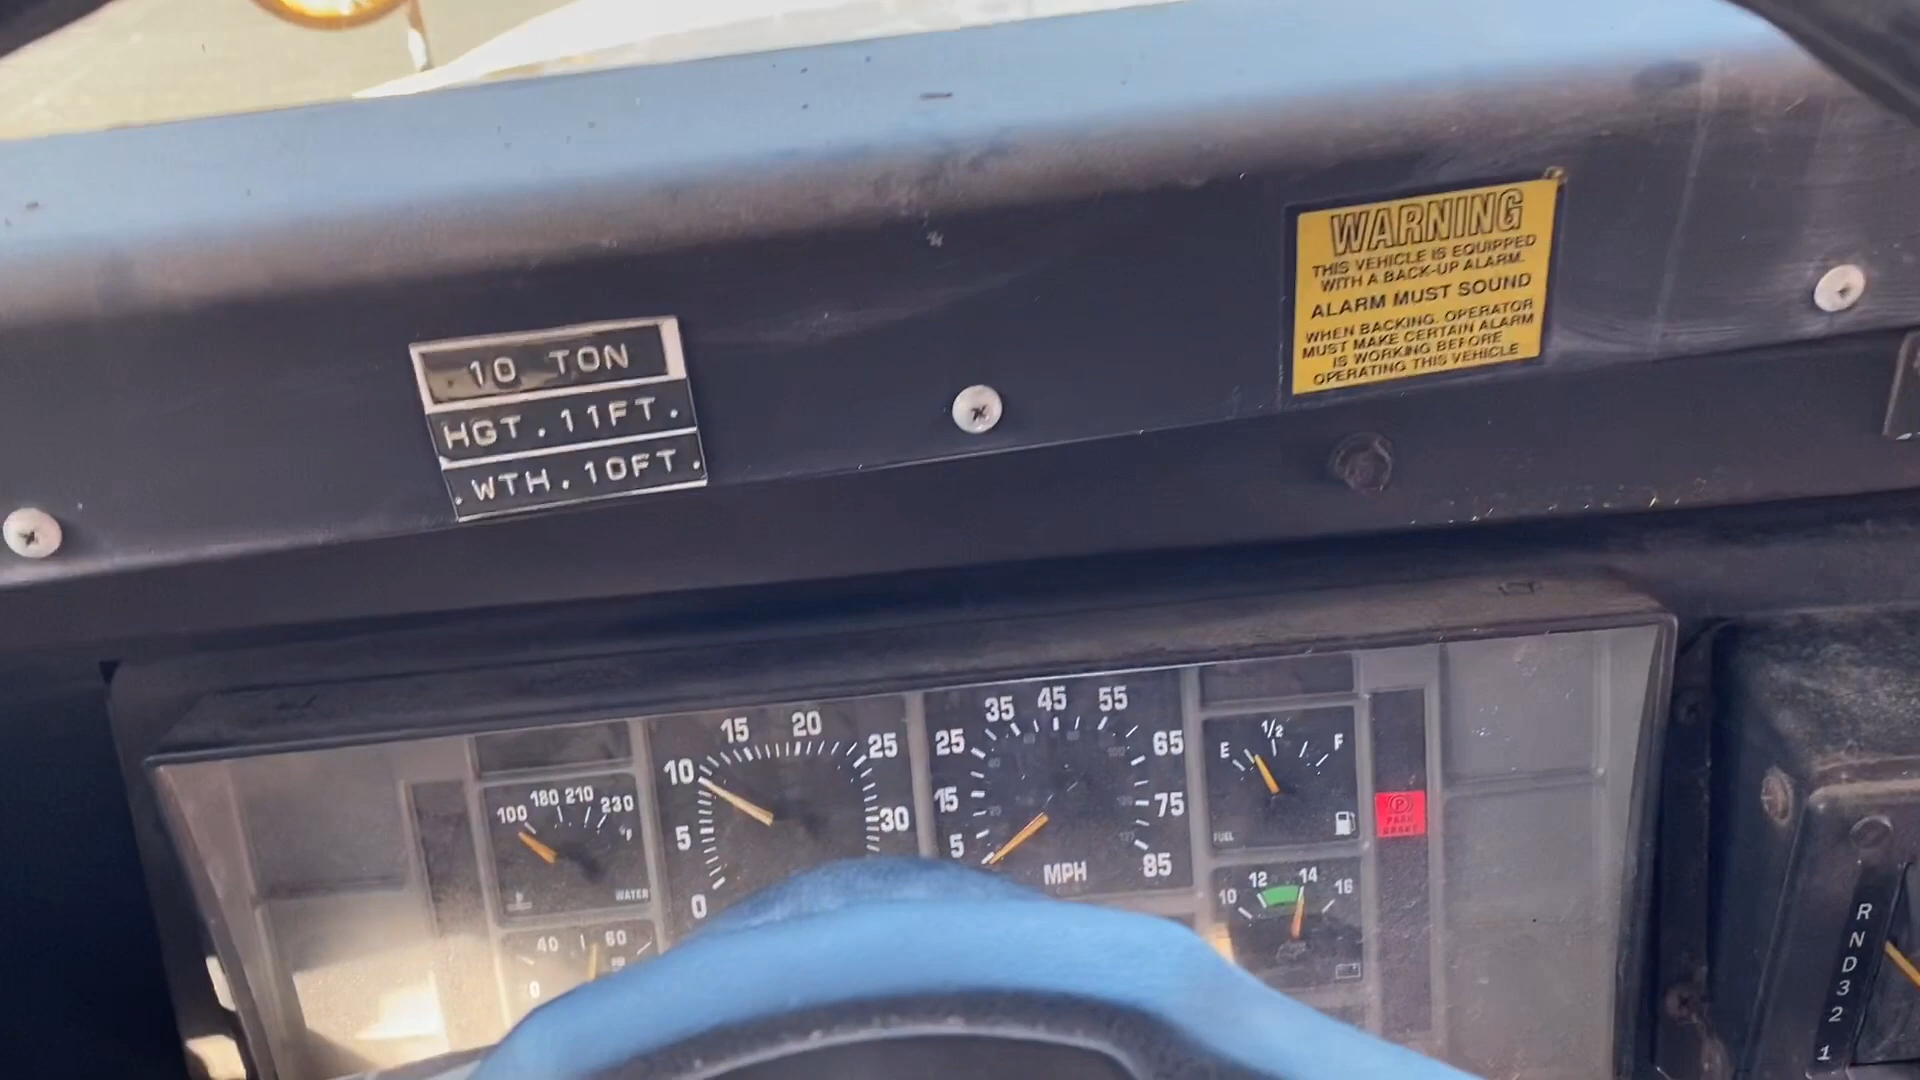 10 TON
HGT.11FT.
.WTH.10FT.
WARNING
THIS VEHICLE IS EQUIPPED
WITH A BACK-UP ALARM.
ALARM MUST SOUND
WHEN BACKING. OPERATOR
MUST MAKE CERTAIN ALARM
IS WORKING BEFORE
OPERATING THIS VEHICLE
100 180 210 230
°F
WATER
40 60
0
0 5 10 15 20 25 30
5 15 25 35 45 55 65 75 85
MPH
E 1/2 F
FUEL
10 12 14 16
P
PARK
BRAKE
R
N
D
3
2
1